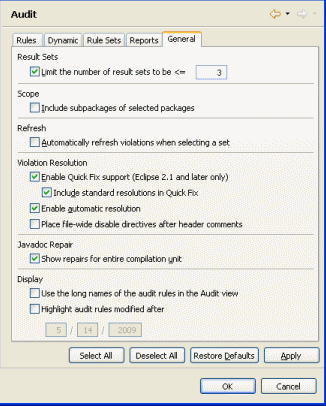 Audit
Rules Dynamic Rule Sets Reports General
Result Sets
Limit the number of result sets to be <= 3
Scope
Include subpackages of selected packages
Refresh
Automatically refresh violations when selecting a set
Violation Resolution
Enable Quick Fix support (Eclipse 2.1 and later only)
Include standard resolutions in Quick Fix
Enable automatic resolution
Place file-wide disable directives after header comments
Javadoc Repair
Show repairs for entire compilation unit
Display
Use the long names of the audit rules in the Audit view
Highlight audit rules modified after
5 / 14 / 2009
Select All Deselect All Restore Defaults Apply
OK Cancel